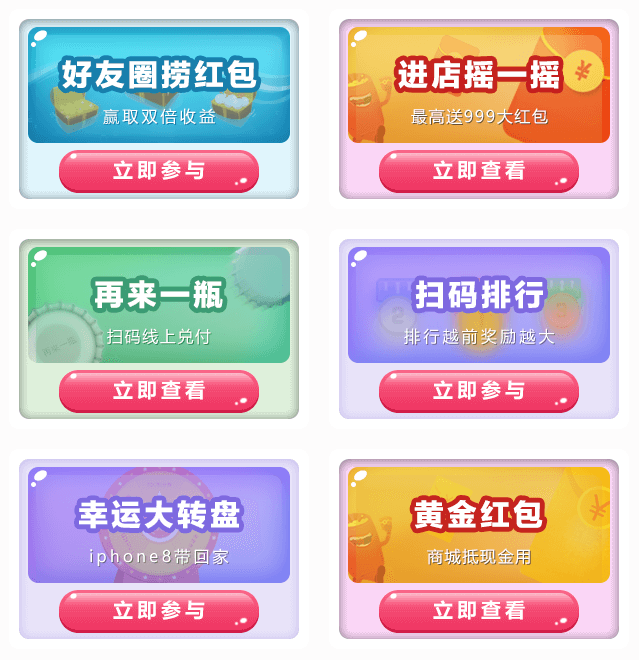 好友圈捞红包
赢取双倍收益
立即参与
进店摇一摇
最高送999大红包
立即查看
再来一瓶
扫码线上兑付
立即查看
扫码排行
排行越前奖励越大
立即参与
幸运大转盘
iphone8带回家
立即参与
黄金红包
商城抵现金用
立即查看